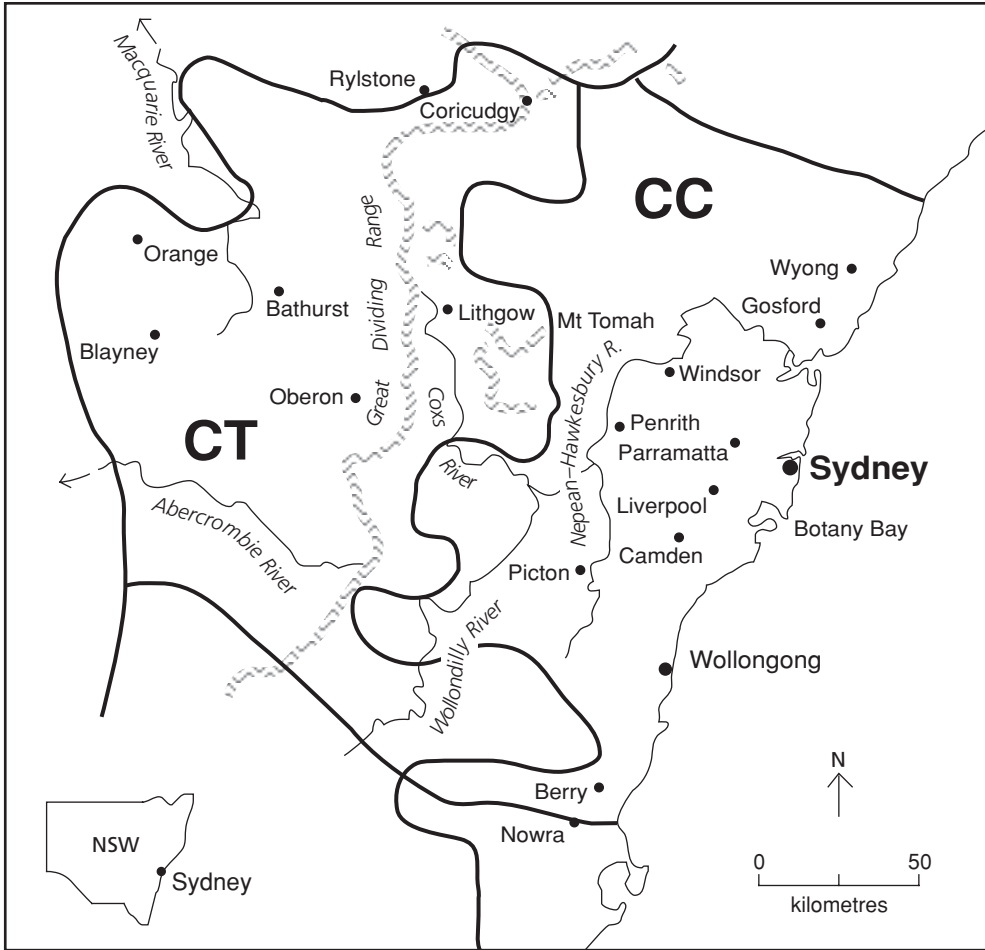 Macquarie River
Rylstone
Coricudgy
CC
Orange
Wyong
Bathurst
Great Dividing Range
Lithgow
Mt Tomah
Gosford
Blayney
Windsor
Oberon
Coxs River
Nepean–Hawkesbury R.
Penrith
CT
Parramatta
Sydney
Liverpool
Abercrombie River
Botany Bay
Camden
Picton
Wollondilly River
Wollongong
N
Berry
Nowra
NSW
Sydney
0 50
kilometres